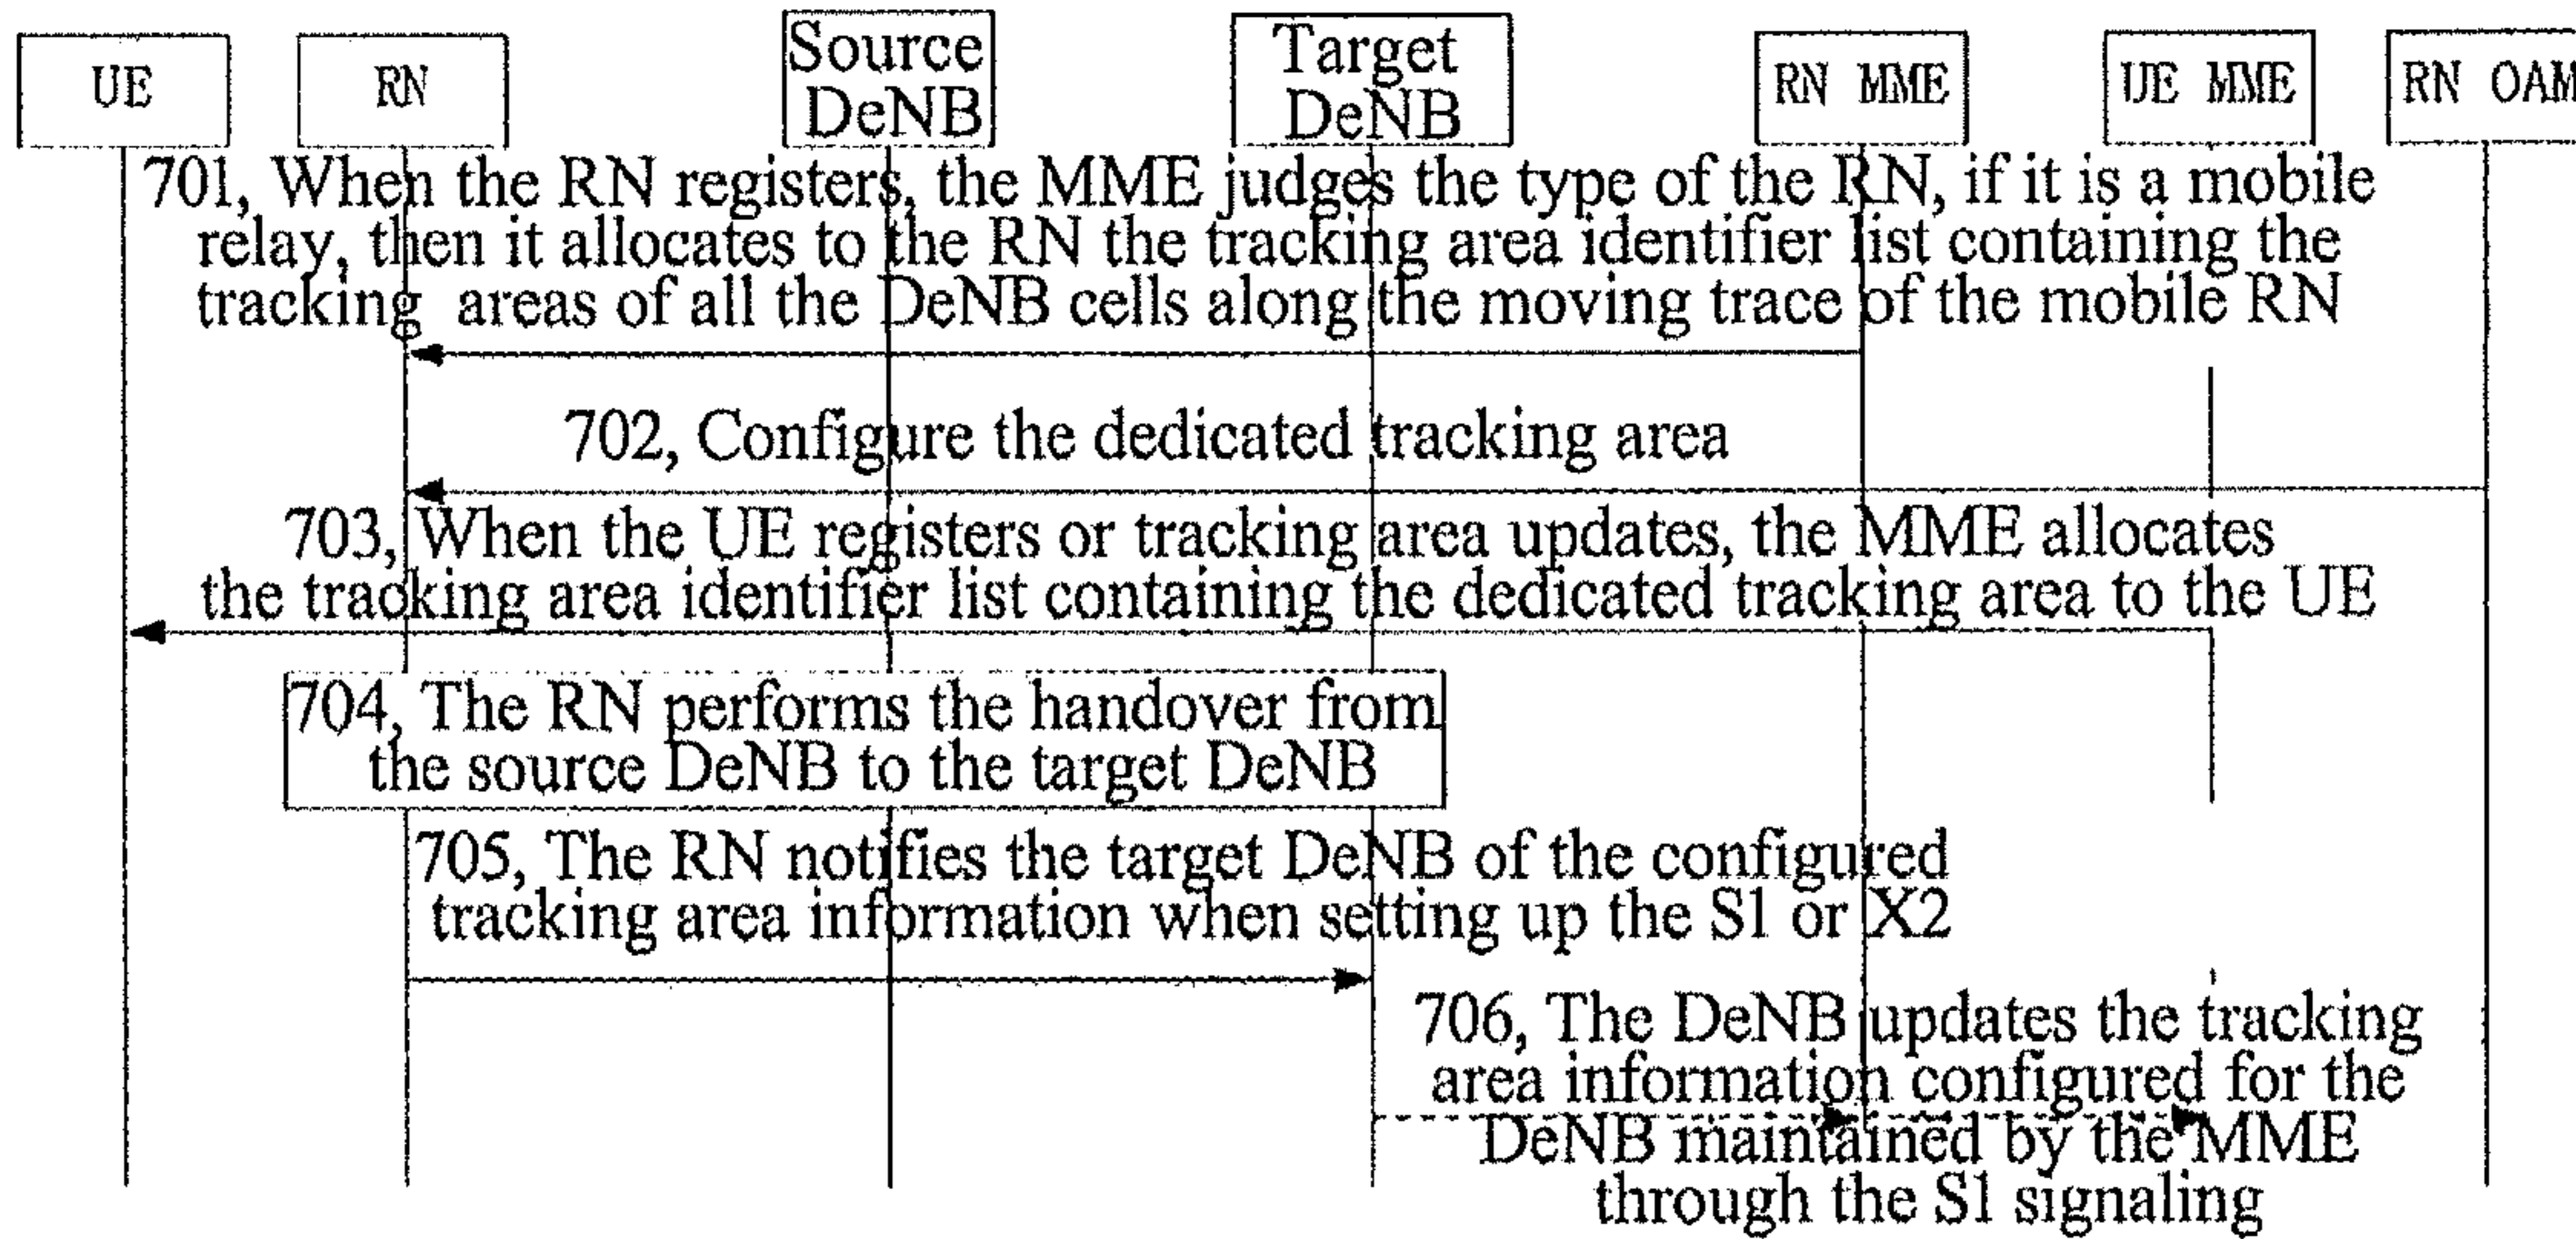 UE
RN
Source
DeNB
Target
DeNB
RN MME
UE MME
RN OAM
701, When the RN registers, the MME judges the type of the RN, if it is a mobile
relay, then it allocates to the RN the tracking area identifier list containing the
tracking areas of all the DeNB cells along the moving trace of the mobile RN
702, Configure the dedicated tracking area
703, When the UE registers or tracking area updates, the MME allocates
the tracking area identifier list containing the dedicated tracking area to the UE
704, The RN performs the handover from
the source DeNB to the target DeNB
705, The RN notifies the target DeNB of the configured
tracking area information when setting up the S1 or X2
706, The DeNB updates the tracking
area information configured for the
DeNB maintained by the MME
through the S1 signaling